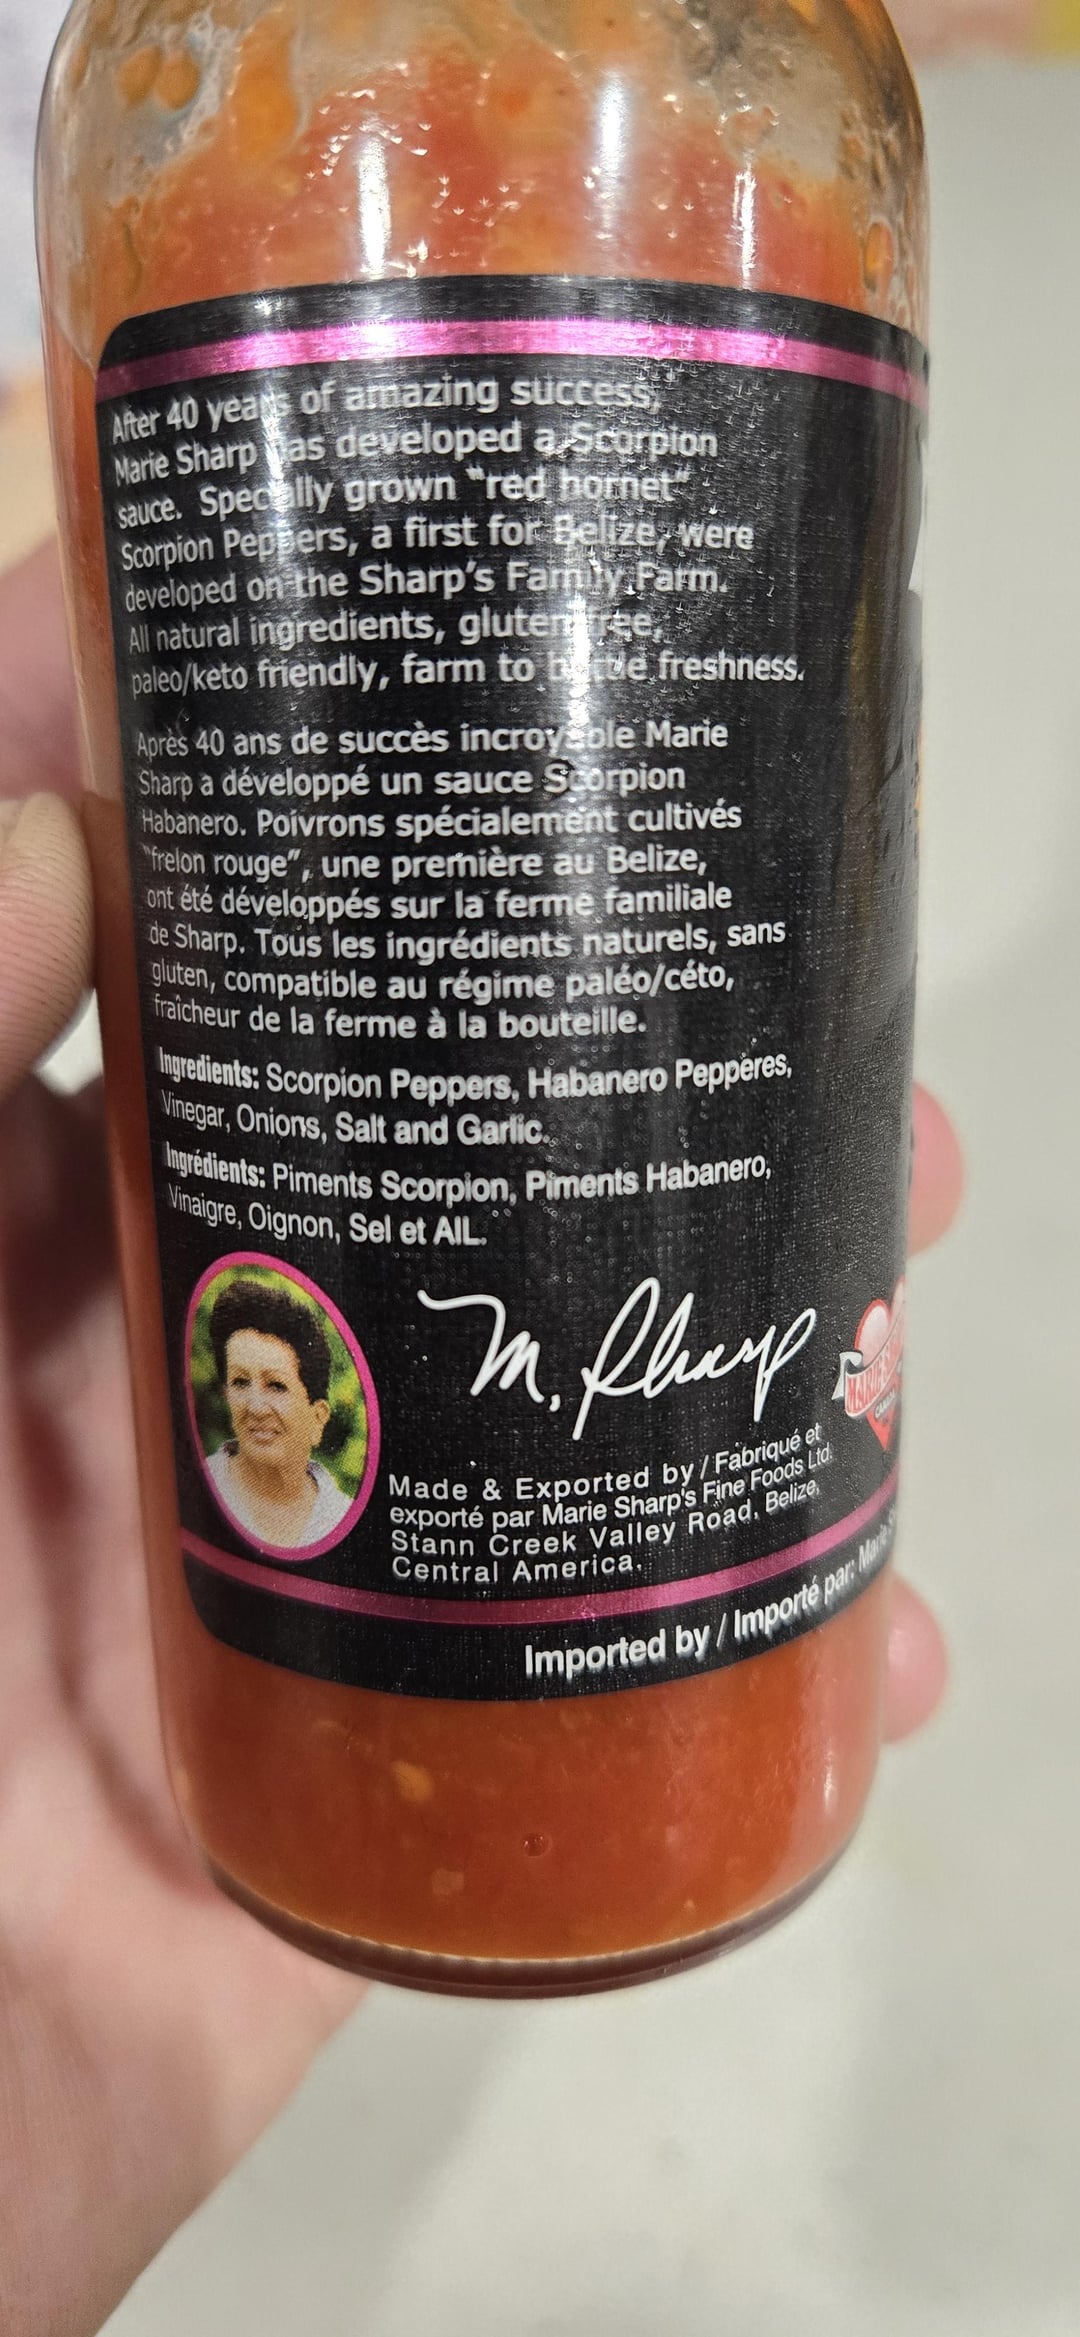 After 40 years of amazing success,
Marie Sharp has developed a Scorpion
sauce. Specially grown "red hornet"
Scorpion Peppers, a first for Belize, were
developed on the Sharp's Family Farm.
All natural ingredients, gluten free,
paleo/keto friendly, farm to bottle freshness.
Après 40 ans de succès incroyable Marie
Sharp a développé un sauce Scorpion
Habanero. Poivrons spécialement cultivés
"frelon rouge", une première au Belize,
ont été développés sur la ferme familiale
de Sharp. Tous les ingrédients naturels, sans
gluten, compatible au régime paléo/céto,
fraîcheur de la ferme à la bouteille.
Ingredients: Scorpion Peppers, Habanero Pepperes,
Vinegar, Onions, Salt and Garlic.
Ingrédients: Piments Scorpion, Piments Habanero,
Vinaigre, Oignon, Sel et AIL.
M. Sharp
Made & Exported by / Fabriqué et
exporté par Marie Sharp's Fine Foods Ltd.
Stann Creek Valley Road, Belize,
Central America.
Imported by / Importé par: Marie